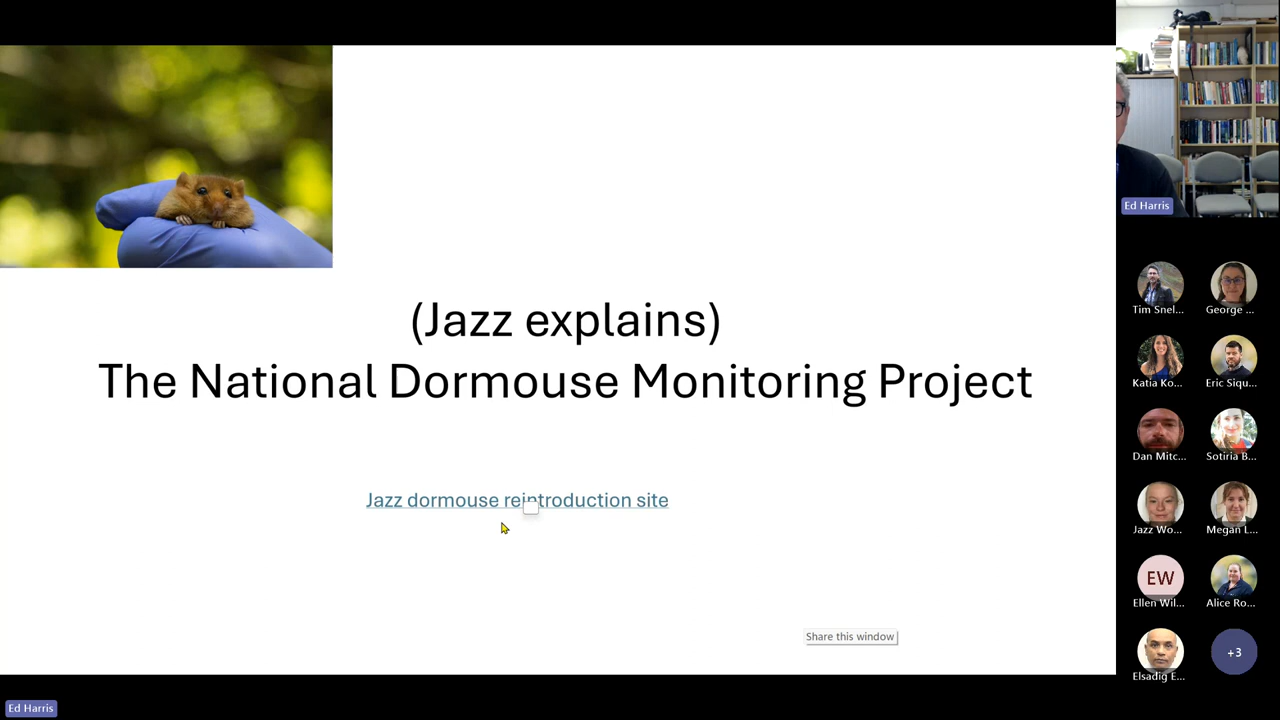 (Jazz explains)
The National Dormouse Monitoring Project
Jazz dormouse reintroduction site
Share this window
Ed Harris
Tim Snel...
George ...
Katia Ko...
Eric Siqu...
Dan Mitc...
Sotiria B...
Jazz Wo...
Megan L...
EW
Ellen Wil...
Alice Ro...
Elsadig E...
+3
Ed Harris